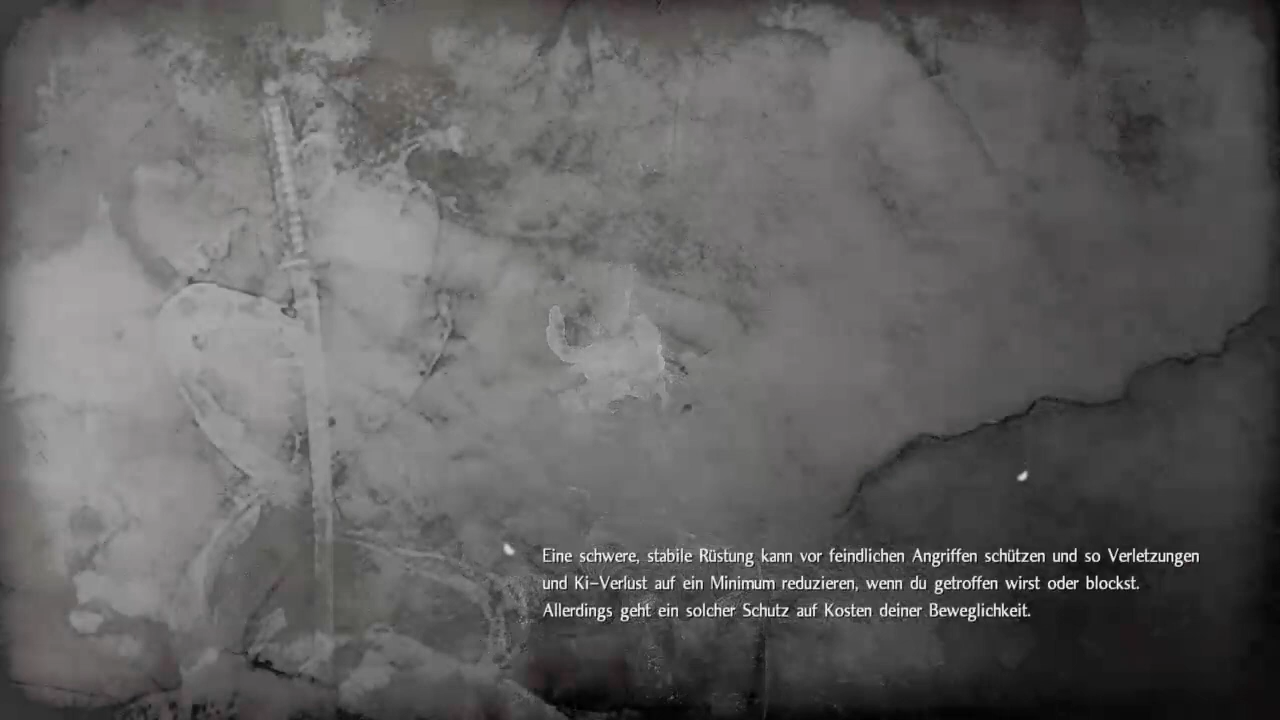 Eine schwere, stabile Rüstung kann vor feindlichen Angriffen schützen und so Verletzungen
und Ki-Verlust auf ein Minimum reduzieren, wenn du getroffen wirst oder blockst.
Allerdings geht ein solcher Schutz auf Kosten deiner Beweglichkeit.